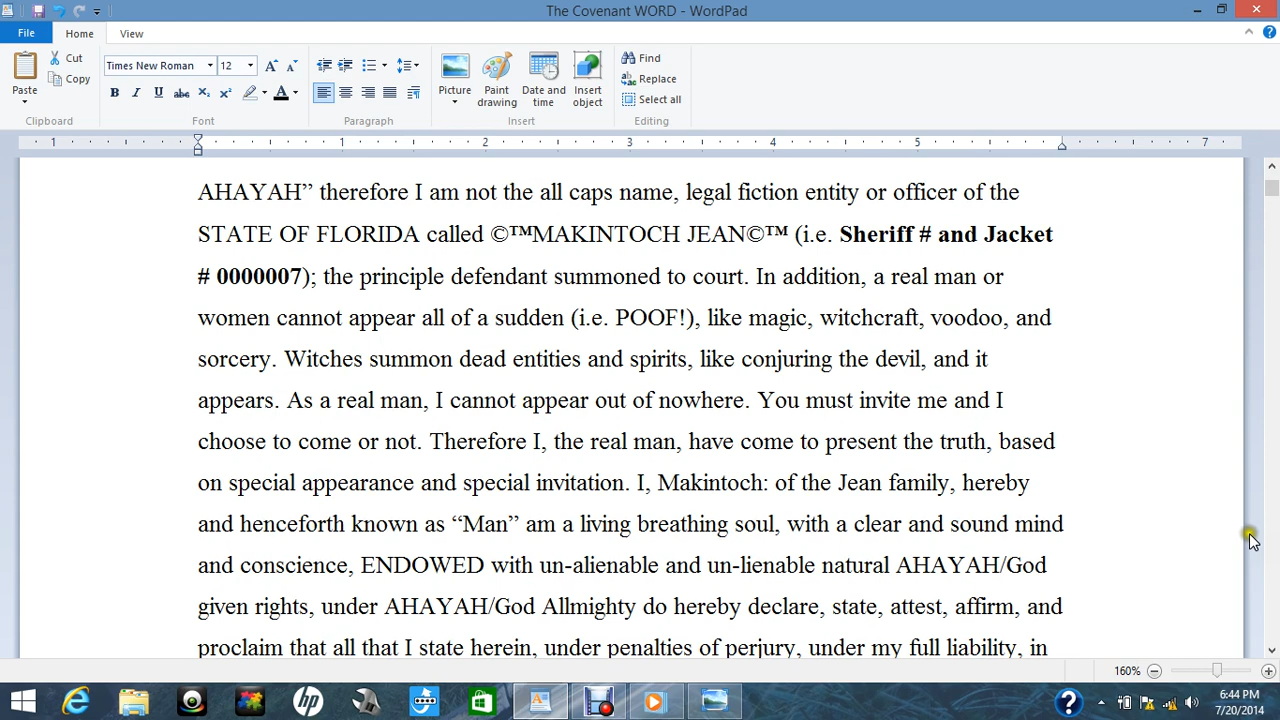 The Covenant WORD - WordPad
File Home View
Paste
Cut
Copy
Clipboard
Times New Roman 12
B I U abc X₂ X² A
Font
Paragraph
Picture
Paint drawing
Date and time
Insert object
Insert
Find
Replace
Select all
Editing
1 1 2 3 4 5 7
AHAYAH” therefore I am not the all caps name, legal fiction entity or officer of the
STATE OF FLORIDA called ©™MAKINTOCH JEAN©™ (i.e. Sheriff # and Jacket
# 0000007); the principle defendant summoned to court. In addition, a real man or
women cannot appear all of a sudden (i.e. POOF!), like magic, witchcraft, voodoo, and
sorcery. Witches summon dead entities and spirits, like conjuring the devil, and it
appears. As a real man, I cannot appear out of nowhere. You must invite me and I
choose to come or not. Therefore I, the real man, have come to present the truth, based
on special appearance and special invitation. I, Makintoch: of the Jean family, hereby
and henceforth known as “Man” am a living breathing soul, with a clear and sound mind
and conscience, ENDOWED with un-alienable and un-lienable natural AHAYAH/God
given rights, under AHAYAH/God Allmighty do hereby declare, state, attest, affirm, and
proclaim that all that I state herein, under penalties of perjury, under my full liability, in
160%
6:44 PM
7/20/2014